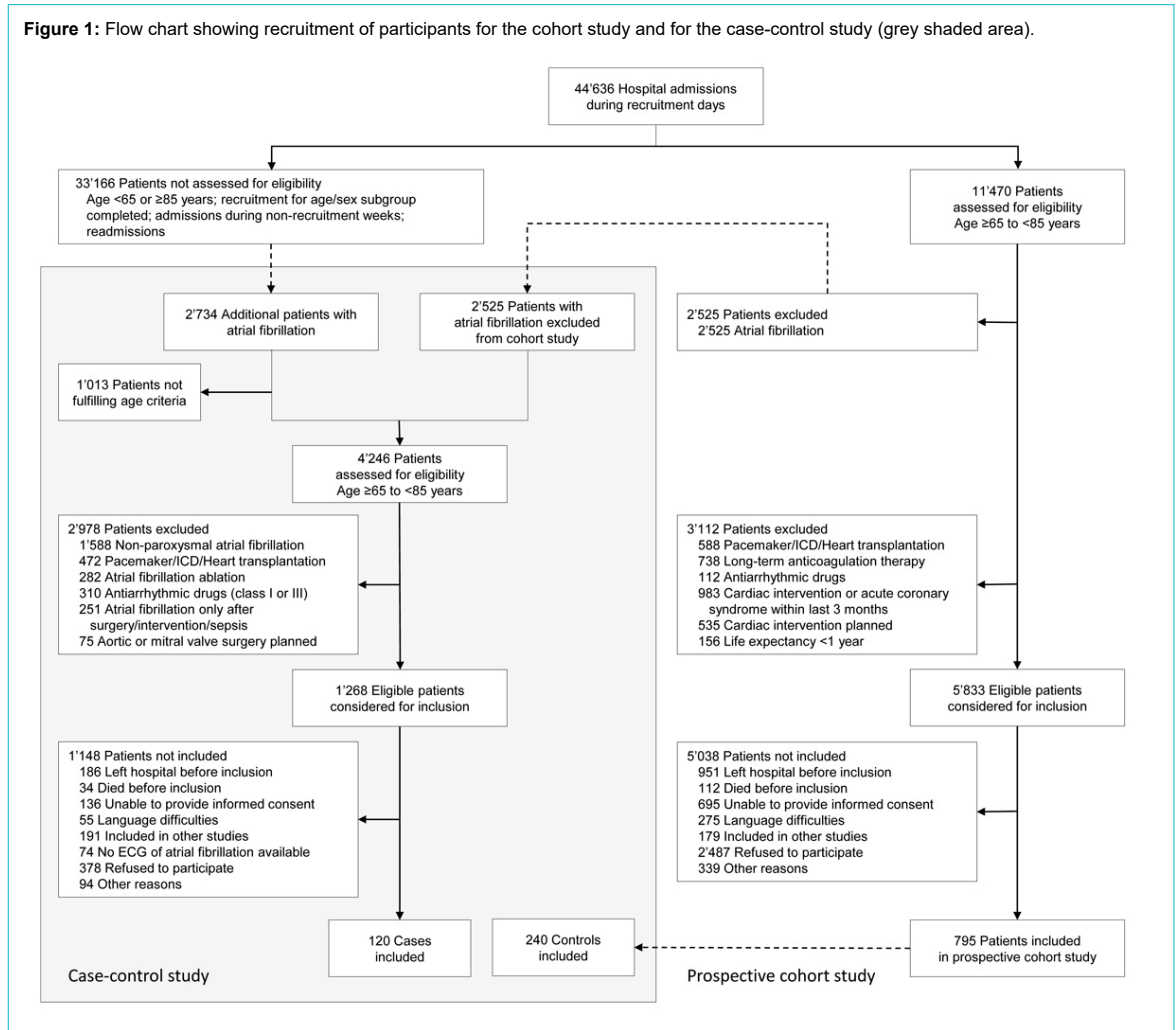 Figure 1: Flow chart showing recruitment of participants for the cohort study and for the case-control study (grey shaded area).
44’636 Hospital admissions
during recruitment days
33’166 Patients not assessed for eligibility
Age <65 or ≥85 years; recruitment for age/sex subgroup
completed; admissions during non-recruitment weeks;
readmissions
11’470 Patients
assessed for eligibility
Age ≥65 to <85 years
2’734 Additional patients with
atrial fibrillation
2’525 Patients with
atrial fibrillation excluded
from cohort study
2’525 Patients excluded
2’525 Atrial fibrillation
1’013 Patients not
fulfilling age criteria
4’246 Patients
assessed for eligibility
Age ≥65 to <85 years
2’978 Patients excluded
1’588 Non-paroxysmal atrial fibrillation
472 Pacemaker/ICD/Heart transplantation
282 Atrial fibrillation ablation
310 Antiarrhythmic drugs (class I or III)
251 Atrial fibrillation only after
surgery/intervention/sepsis
75 Aortic or mitral valve surgery planned
3’112 Patients excluded
588 Pacemaker/ICD/Heart transplantation
738 Long-term anticoagulation therapy
112 Antiarrhythmic drugs
983 Cardiac intervention or acute coronary
syndrome within last 3 months
535 Cardiac intervention planned
156 Life expectancy <1 year
1’268 Eligible patients
considered for inclusion
5’833 Eligible patients
considered for inclusion
1’148 Patients not included
186 Left hospital before inclusion
34 Died before inclusion
136 Unable to provide informed consent
55 Language difficulties
191 Included in other studies
74 No ECG of atrial fibrillation available
378 Refused to participate
94 Other reasons
5’038 Patients not included
951 Left hospital before inclusion
112 Died before inclusion
695 Unable to provide informed consent
275 Language difficulties
179 Included in other studies
2’487 Refused to participate
339 Other reasons
120 Cases
included
240 Controls
included
795 Patients included
in prospective cohort study
Case-control study
Prospective cohort study